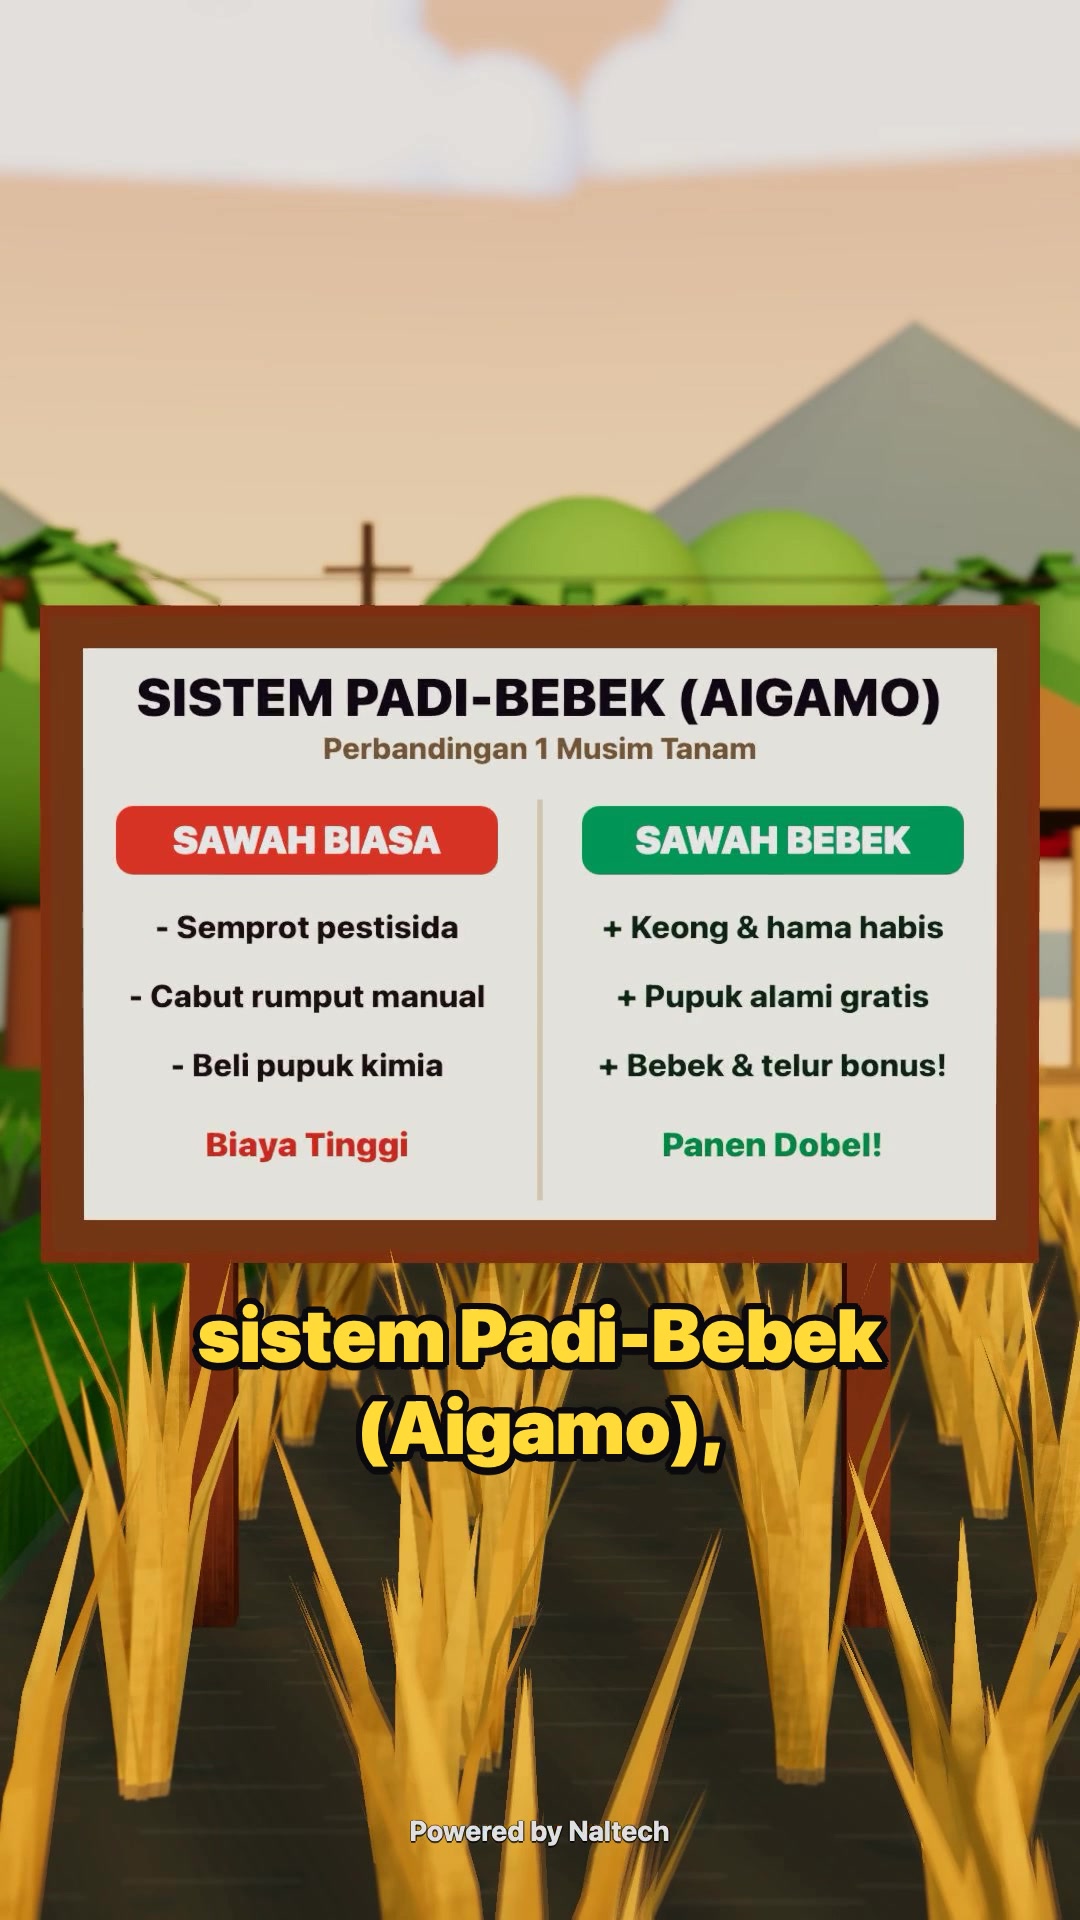 SISTEM PADI-BEBEK (AIGAMO)
Perbandingan 1 Musim Tanam
SAWAH BIASA
- Semprot pestisida
- Cabut rumput manual
- Beli pupuk kimia
Biaya Tinggi
SAWAH BEBEK
+ Keong & hama habis
+ Pupuk alami gratis
+ Bebek & telur bonus!
Panen Dobel!
sistem Padi-Bebek
(Aigamo),
Powered by Naltech